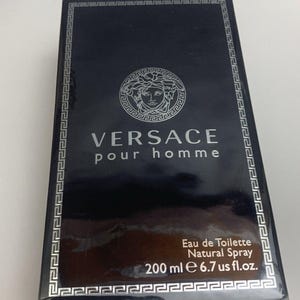 VERSACE
pour homme
Eau de Toilette
Natural Spray
200 ml ℮ 6.7 us fl.oz.